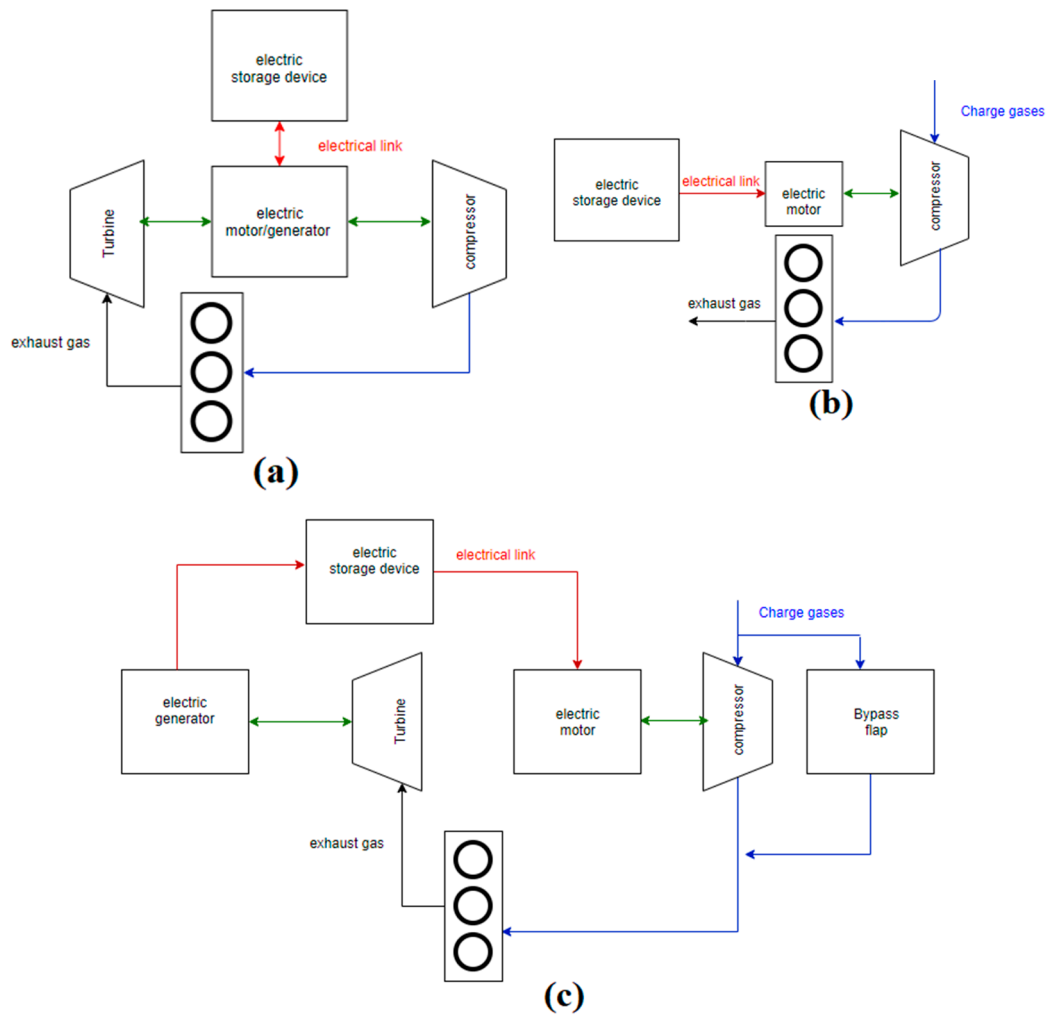 electric
storage device
electrical link
Turbine
electric
motor/generator
compressor
exhaust gas
(a)
Charge gases
electric
storage device
electrical link
electric
motor
compressor
exhaust gas
(b)
electric
storage device
electrical link
Charge gases
electric
generator
Turbine
electric
motor
compressor
Bypass
flap
exhaust gas
(c)